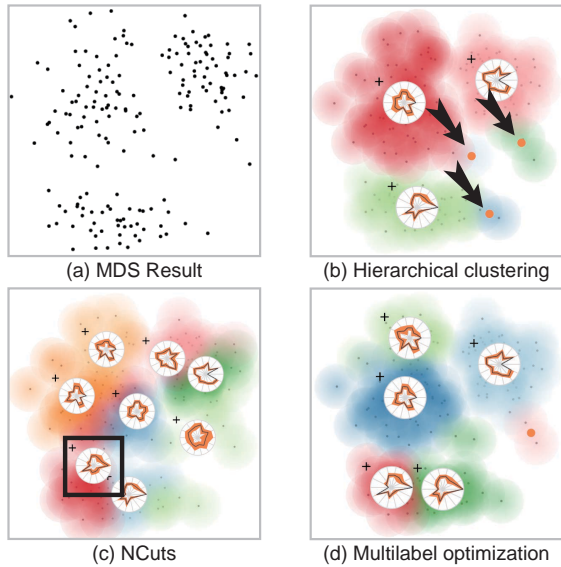 (a) MDS Result
(b) Hierarchical clustering
(c) NCuts
(d) Multilabel optimization